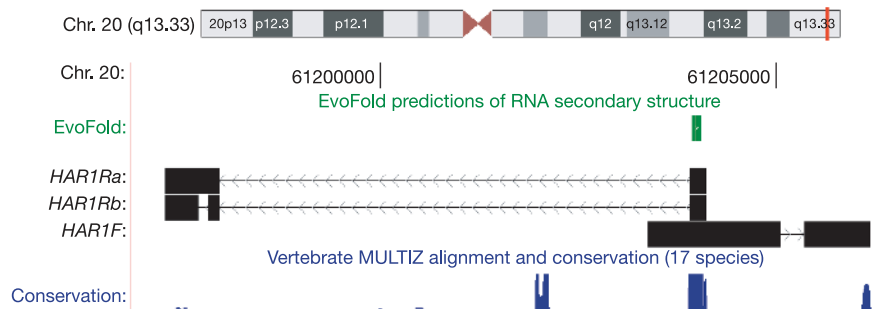 Chr. 20 (q13.33) 20p13 p12.3 p12.1 q12 q13.12 q13.2 q13.33
Chr. 20: 61200000 61205000
EvoFold predictions of RNA secondary structure
EvoFold:
HAR1Ra:
HAR1Rb:
HAR1F:
Vertebrate MULTIZ alignment and conservation (17 species)
Conservation: